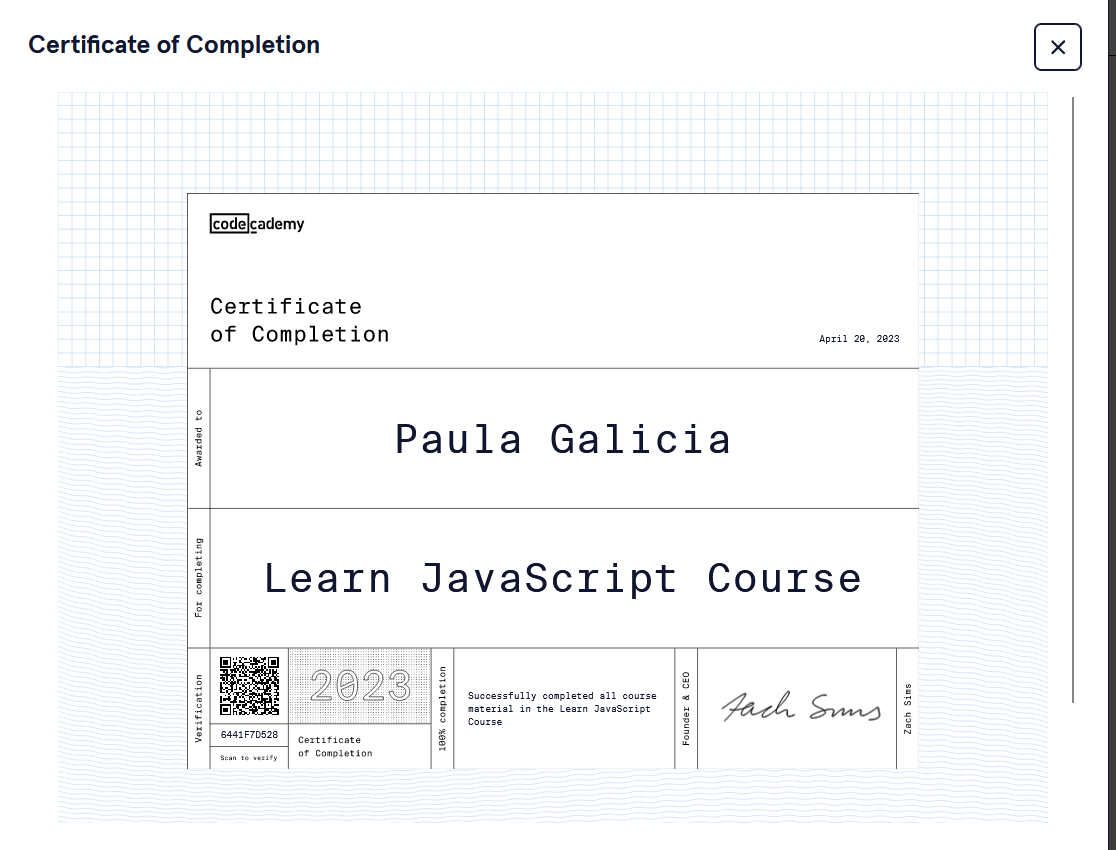 Certificate of Completion
codecademy
Certificate
of Completion
April 20, 2023
Awarded to
Paula Galicia
For completing
Learn JavaScript Course
Verification
6441F7D528
Scan to verify
2023
Certificate
of Completion
100% completion
Successfully completed all course
material in the Learn JavaScript
Course
Founder & CEO
Zach Sims
Zach Sims